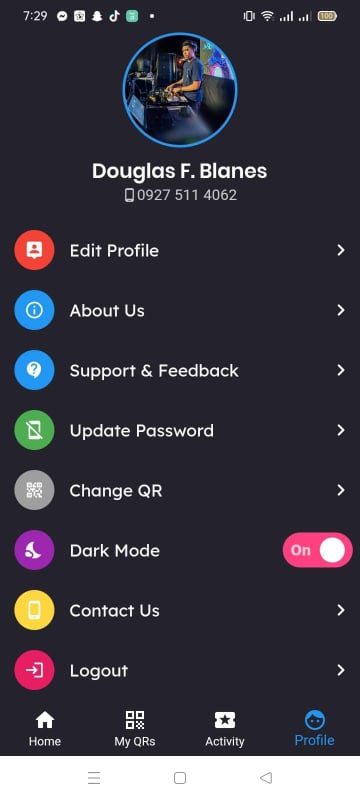 7:29
100
Douglas F. Blanes
0927 511 4062
Edit Profile
About Us
Support & Feedback
Update Password
Change QR
Dark Mode
On
Contact Us
Logout
Home
My QRs
Activity
Profile